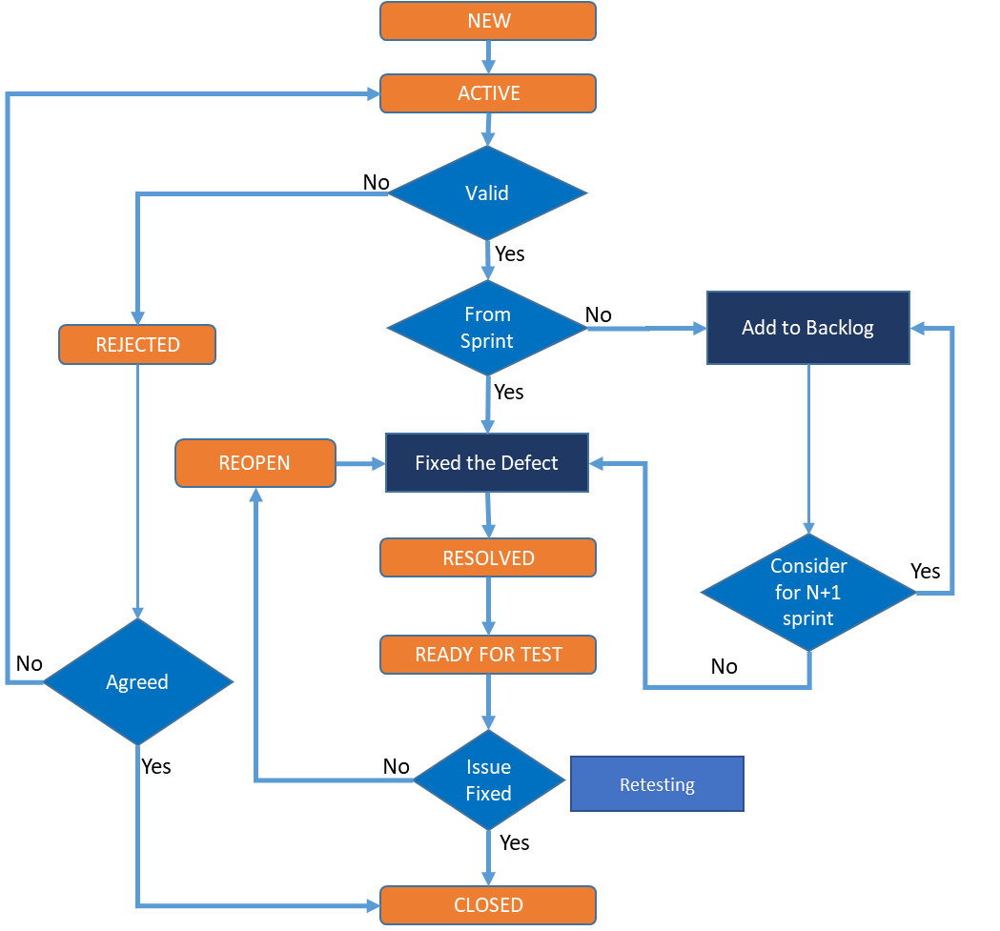 NEW
ACTIVE
No
Valid
Yes
From
Sprint
No
Add to Backlog
REJECTED
Yes
REOPEN
Fixed the Defect
RESOLVED
Consider
for N+1
sprint
Yes
READY FOR TEST
No
No
Agreed
Yes
No
Issue
Fixed
Retesting
Yes
CLOSED